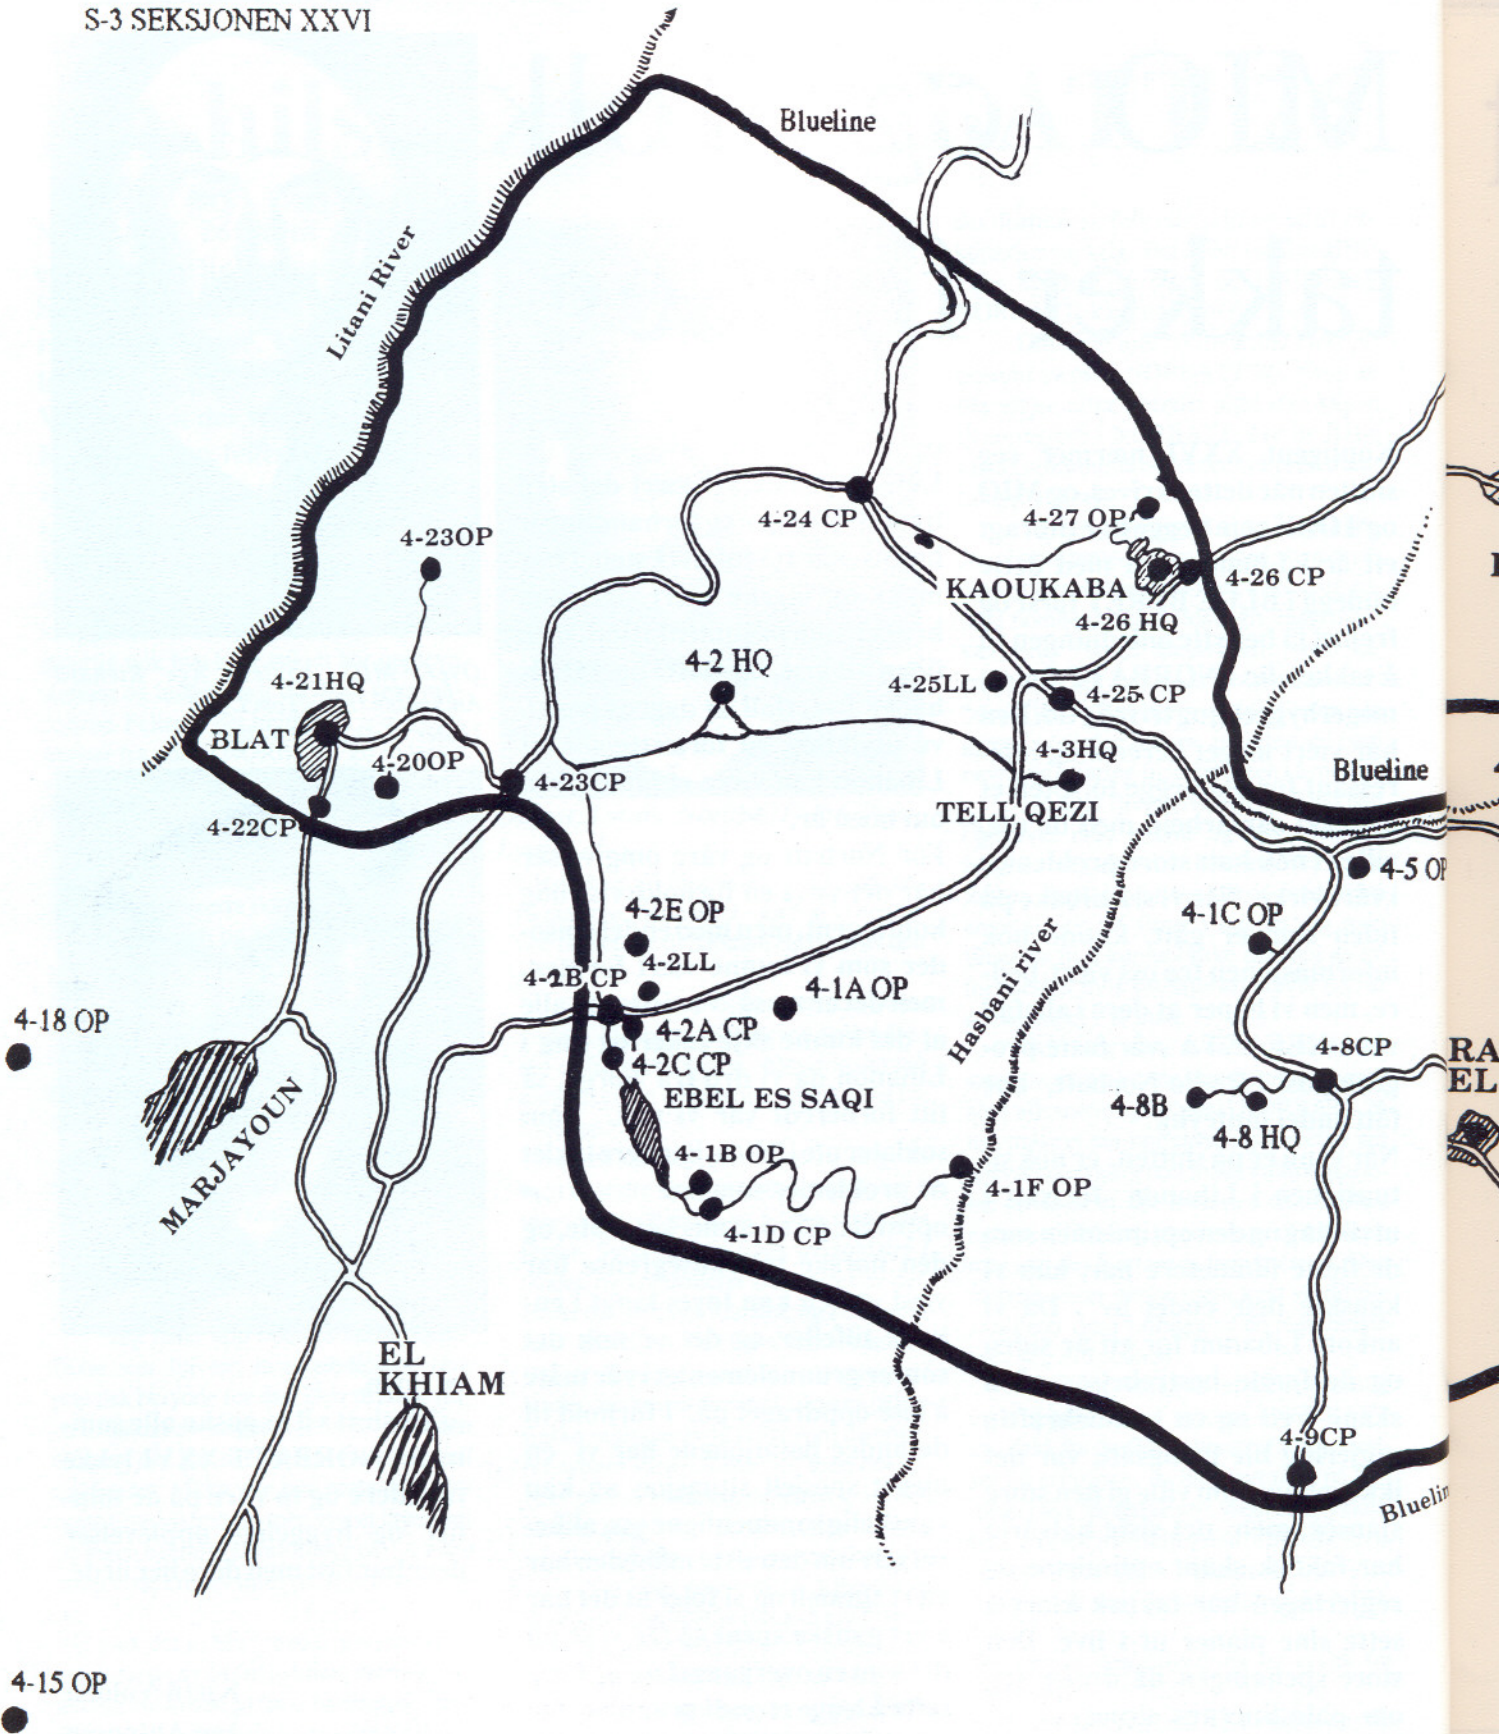 S-3 SEKSJONEN XXVI
Blueline
Litani River
4-24 CP
4-27 OP
4-23OP
KAOUKABA
4-26 CP
4-26 HQ
4-2 HQ
4-21HQ
4-25LL
4-25 CP
BLAT
4-3HQ
4-20OP
4-23CP
Blueline
TELL QEZI
4-22CP
4-5 OP
4-2E OP
4-1C OP
4-2LL
4-2B CP
4-1A OP
Hasbani river
4-18 OP
4-2A CP
4-8CP
RA
4-2C CP
EL
EBEL ES SAQI
4-8B
4-8 HQ
MARJAYOUN
4-1B OP
4-1F OP
4-1D CP
EL
KHIAM
4-9CP
Bluelin
4-15 OP